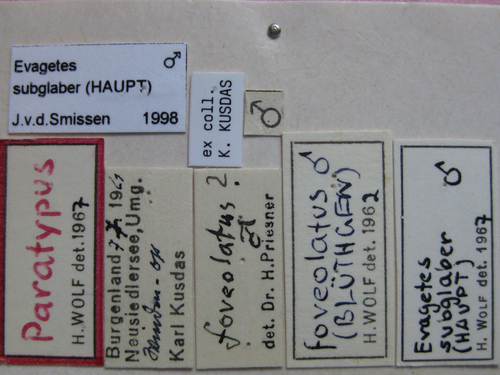 Evagetes ♂
subglaber (HAUPT)
J.v.d.Smissen 1998
ex coll.
K. KUSDAS
♂
Paratypus
H. WOLF det. 1967
Burgenland
Neusiedlersee, Umg.
Karl Kusdas
foveolatus ?
♂
det. Dr. H. Priesner
foveolatus ♂
(BLÜTHGEN)
H. WOLF det. 1962
Evagetes ♂
subglaber
(HAUPT)
H. WOLF det. 1967